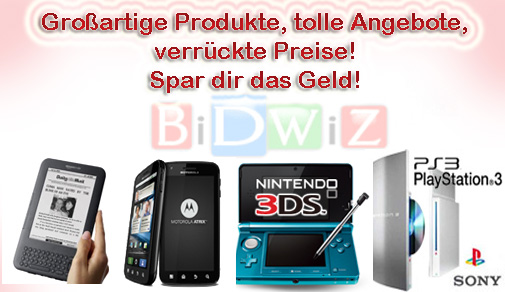 Großartige Produkte, tolle Angebote,
verrückte Preise!
Spar dir das Geld!
BiDWiZ
MOTOROLA ATRIX
NINTENDO
3DS
PS3
PlayStation®3
SONY